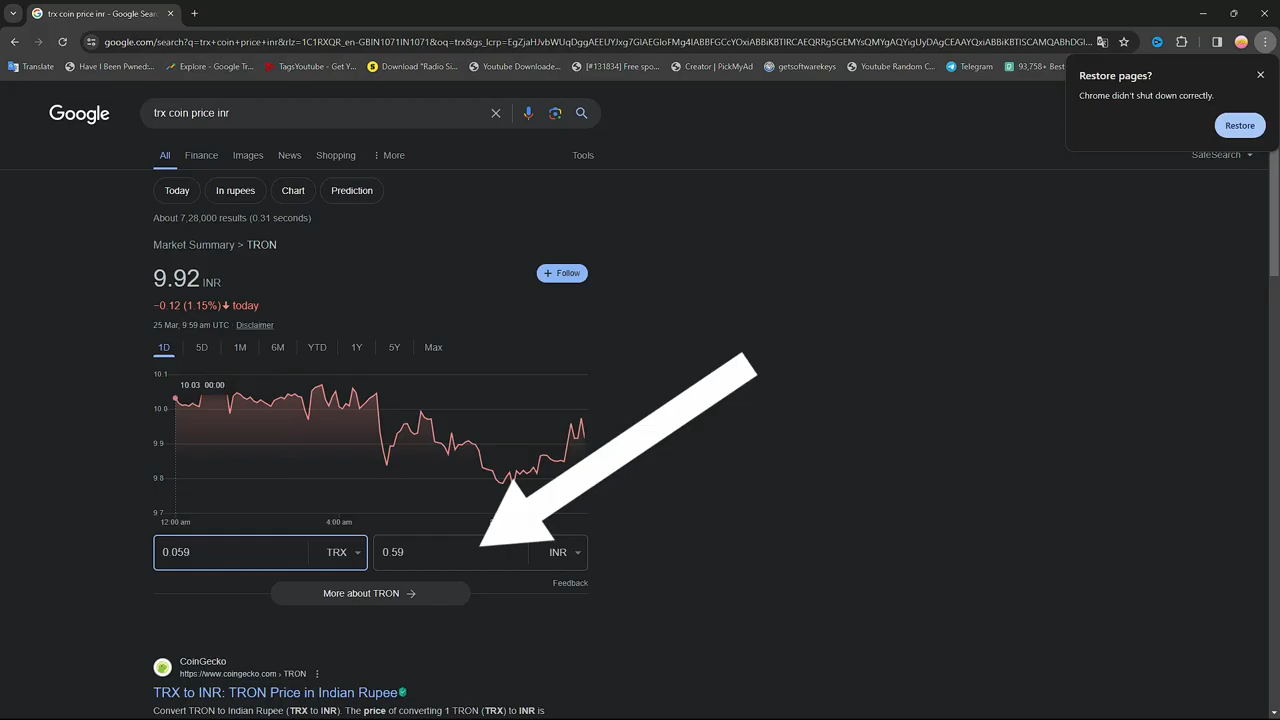 trx coin price inr - Google Sear
google.com/search?q=trx+coin+price+inr&rlz=1C1RXQR_en-GBIN1071IN1071&oq=trx&gs_lcrp=
Translate
Have I Been Pwned:...
Explore - Google Tr...
TagsYoutube - Get Y...
Download "Radio Si...
Youtube Downloade...
[#131834] Free spo...
Creator | PickMyAd
getsoftwarekeys
Youtube Random C...
Telegram
93,758+ Best
Restore pages?
Chrome didn't shut down correctly.
Restore
Google
trx coin price inr
All
Finance
Images
News
Shopping
More
Tools
SafeSearch
Today
In rupees
Chart
Prediction
About 7,28,000 results (0.31 seconds)
Market Summary > TRON
9.92 INR
Follow
−0.12 (1.15%) today
25 Mar, 9:59 am UTC · Disclaimer
1D
5D
1M
6M
YTD
1Y
5Y
Max
10.1
10.03 00:00
10.0
9.9
9.8
9.7
12:00 am
4:00 am
0.059
TRX
0.59
INR
Feedback
More about TRON
CoinGecko
https://www.coingecko.com › TRON
TRX to INR: TRON Price in Indian Rupee
Convert TRON to Indian Rupee (TRX to INR). The price of converting 1 TRON (TRX) to INR is